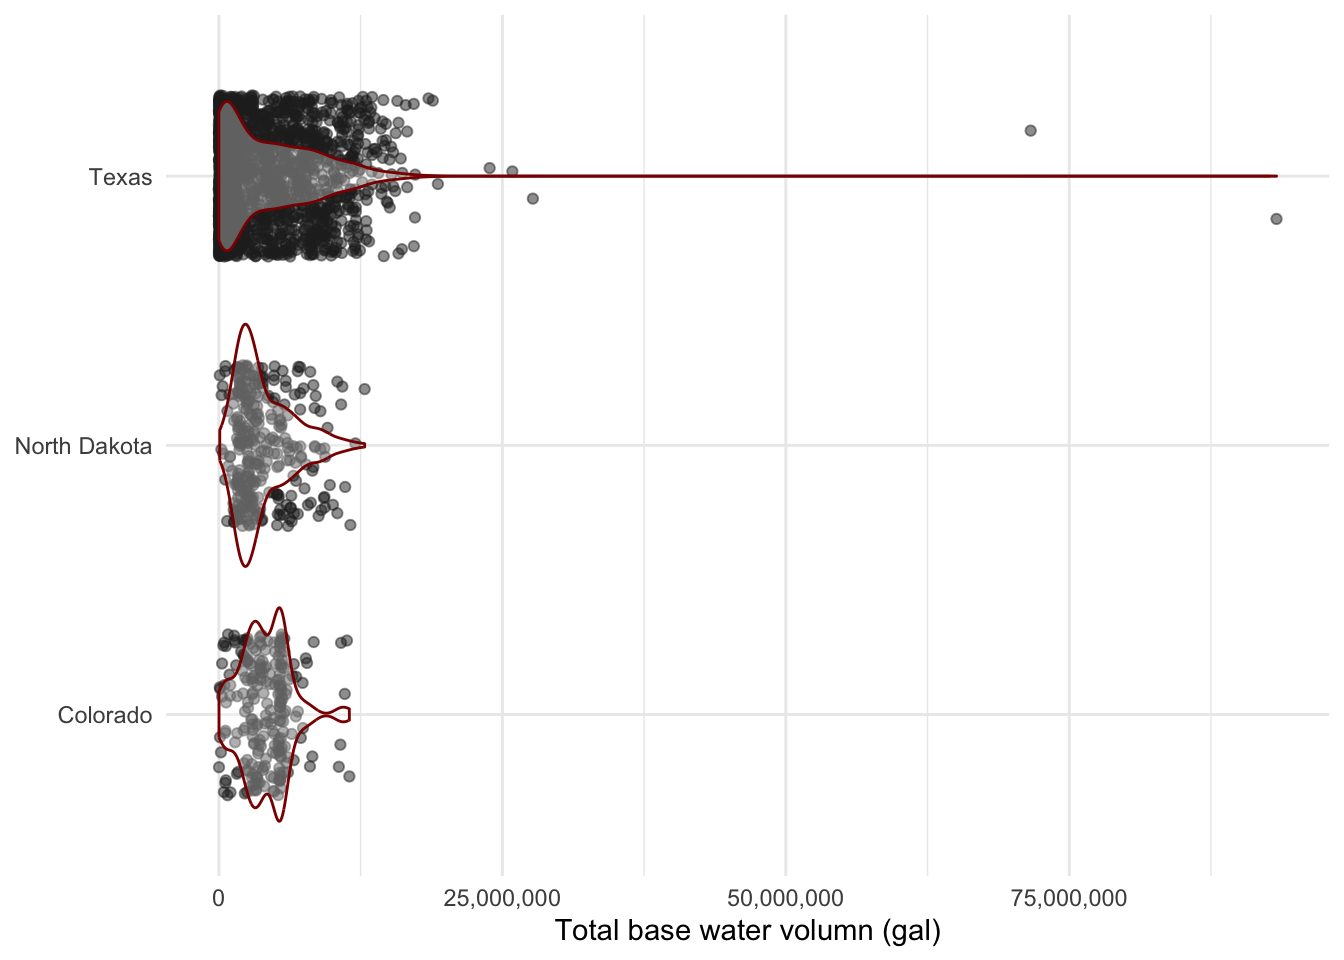 Texas
North Dakota
Colorado
0
25,000,000
50,000,000
75,000,000
Total base water volumn (gal)